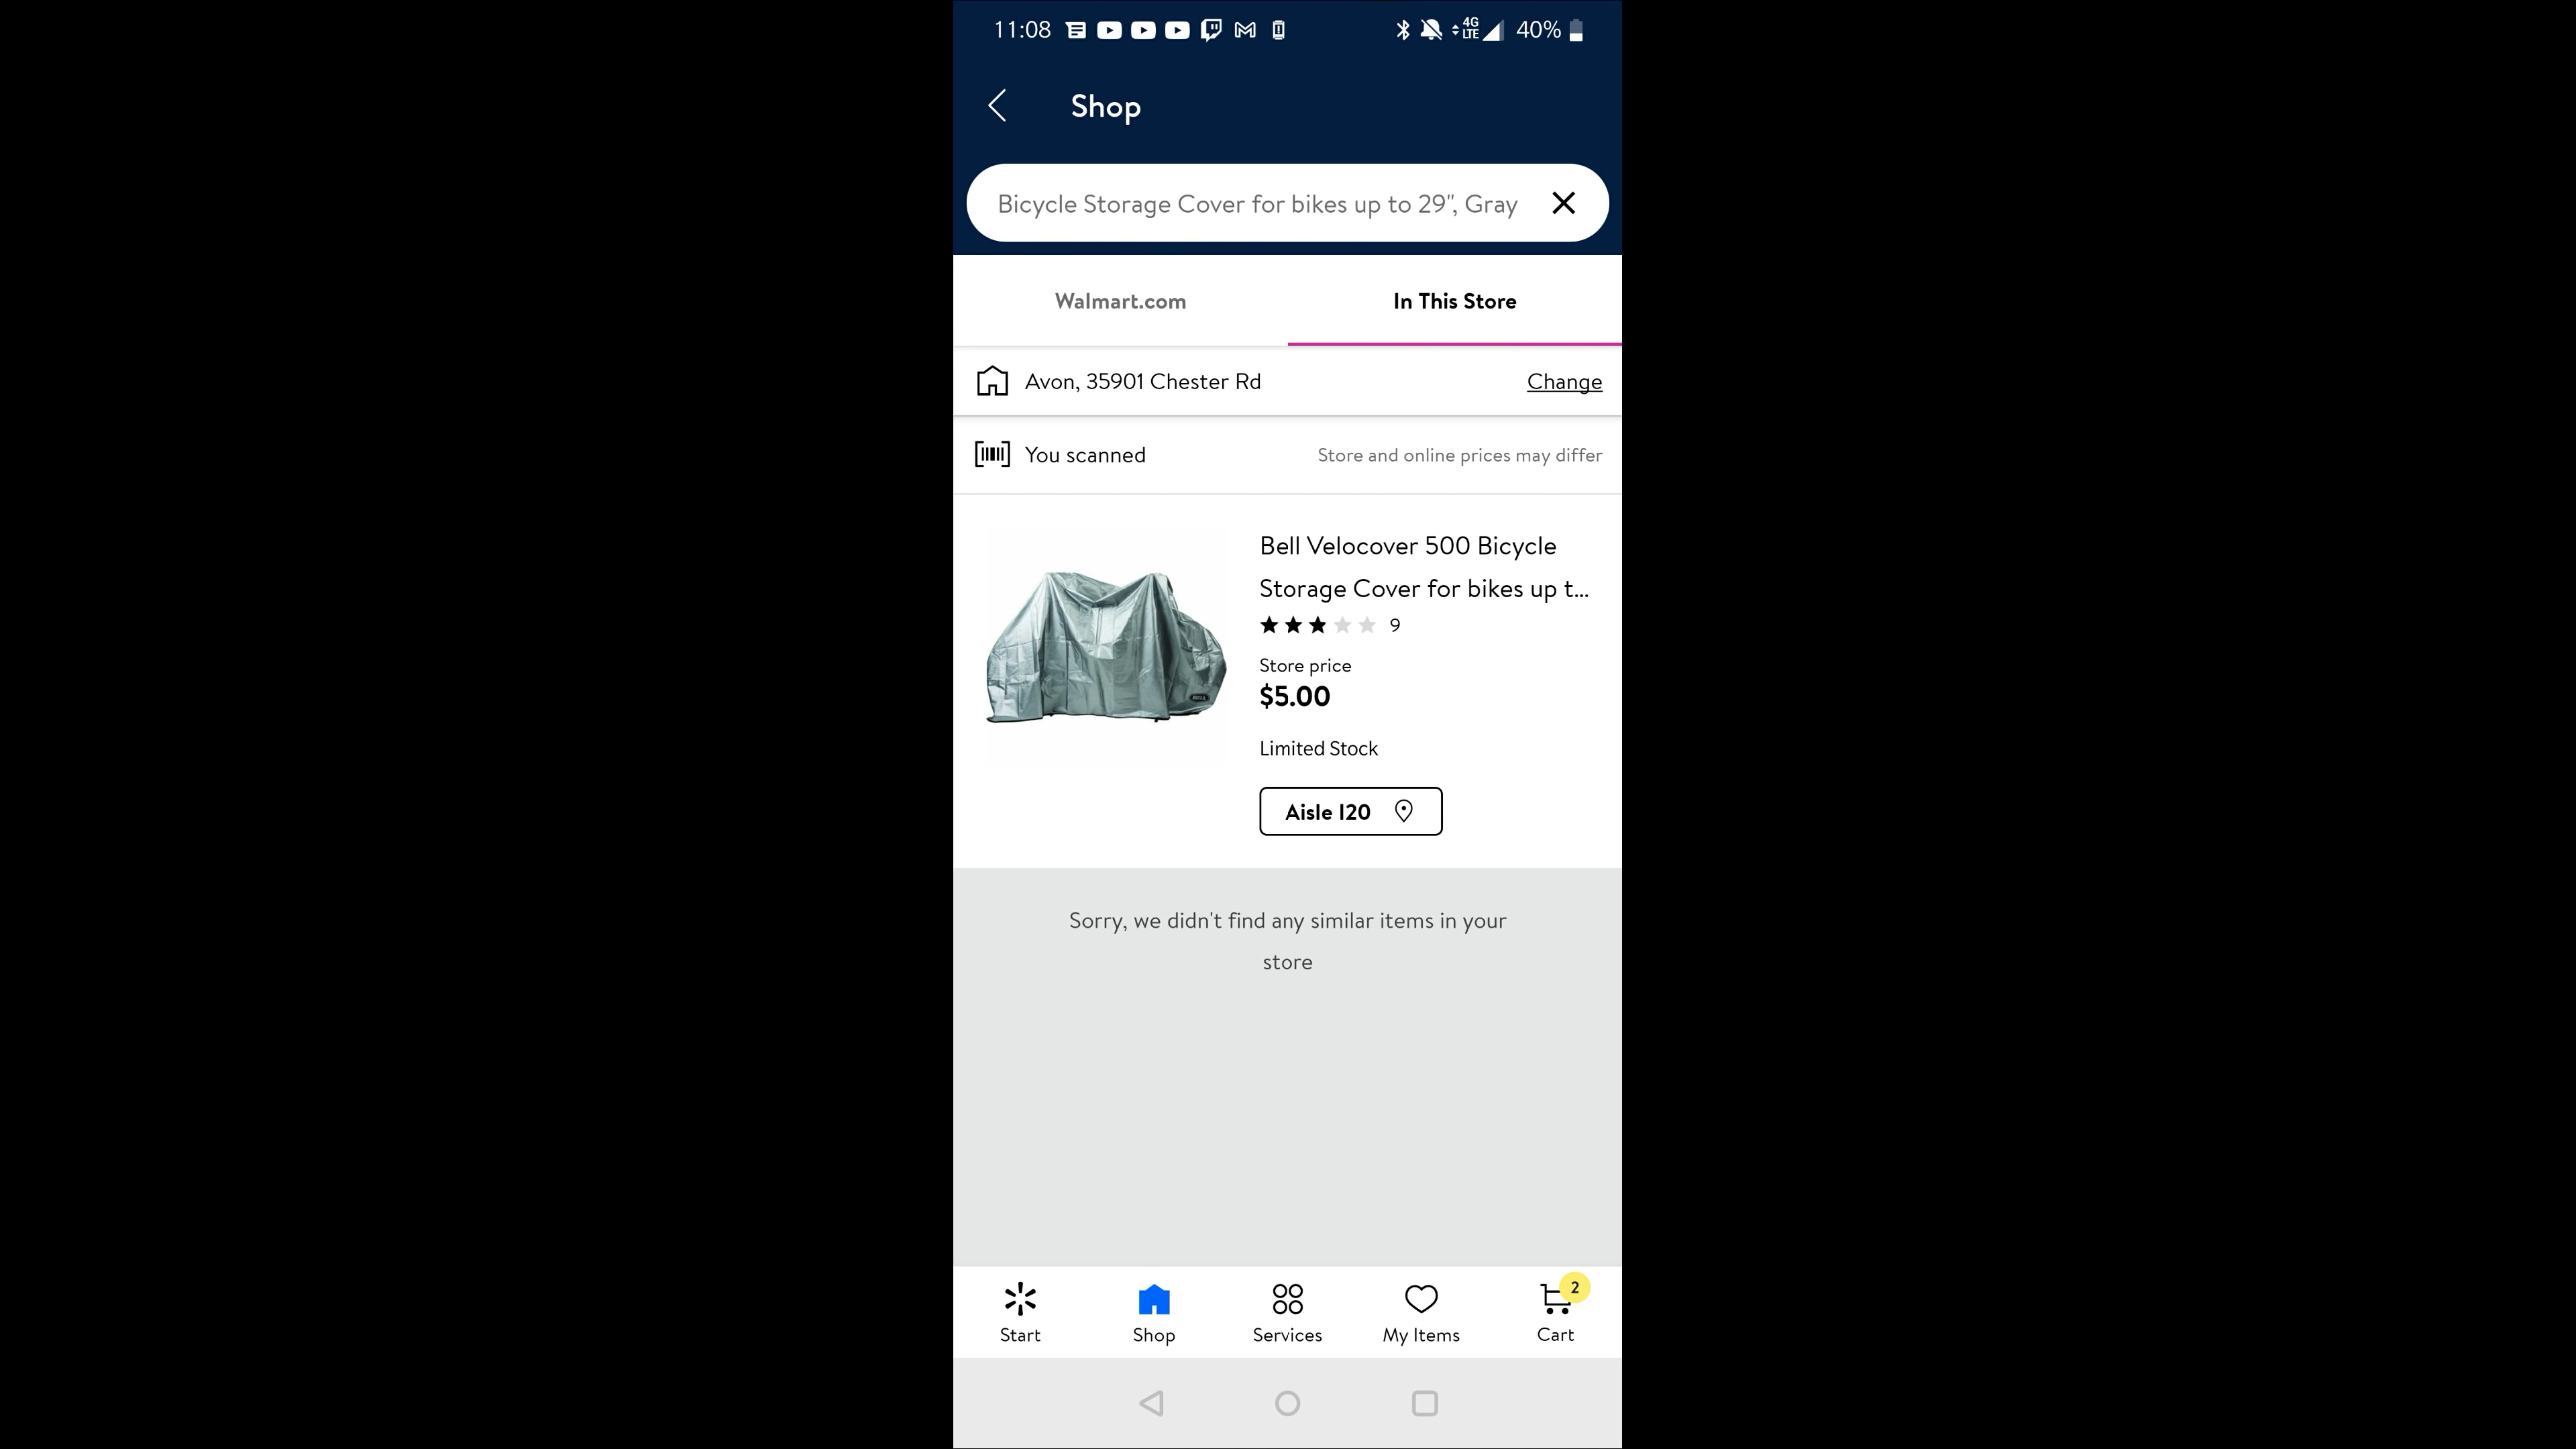 11:08 4G LTE 40%
Shop
Bicycle Storage Cover for bikes up to 29", Gray
Walmart.com In This Store
Avon, 35901 Chester Rd Change
You scanned Store and online prices may differ
Bell Velocover 500 Bicycle
Storage Cover for bikes up t...
9
Store price
$5.00
Limited Stock
Aisle I20
Sorry, we didn't find any similar items in your
store
2
Start Shop Services My Items Cart